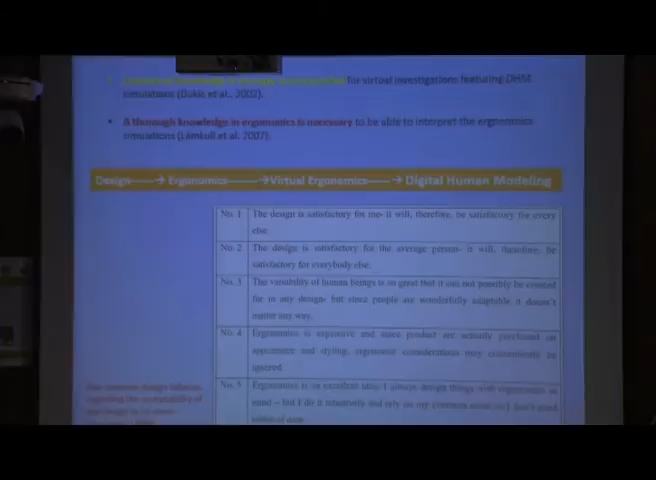 for virtual investigations featuring DHM
simulations (Dukic et al., 2002).
• A thorough knowledge in ergonomics is necessary to be able to interpret the ergonomics
simulations (Lamkull et al. 2007).
Design → Ergonomics → Virtual Ergonomics → Digital Human Modeling
No. 1 The design is satisfactory for me- it will, therefore, be satisfactory for every
else.
No. 2 The design is satisfactory for the average person- it will, therefore, be
satisfactory for everybody else.
No. 3 The variability of human beings is so great that it can not possibly be catered
for in any design- but since people are wonderfully adaptable it doesn't
matter any way.
No. 4 Ergonomics is expensive and since product are actually purchased on
appearance and styling, ergonomic considerations may conveniently be
ignored
No. 5 Ergonomics is an excellent idea. I always design things with ergonomics in
mind – but I do it intuitively and rely on my common sense so I don't need